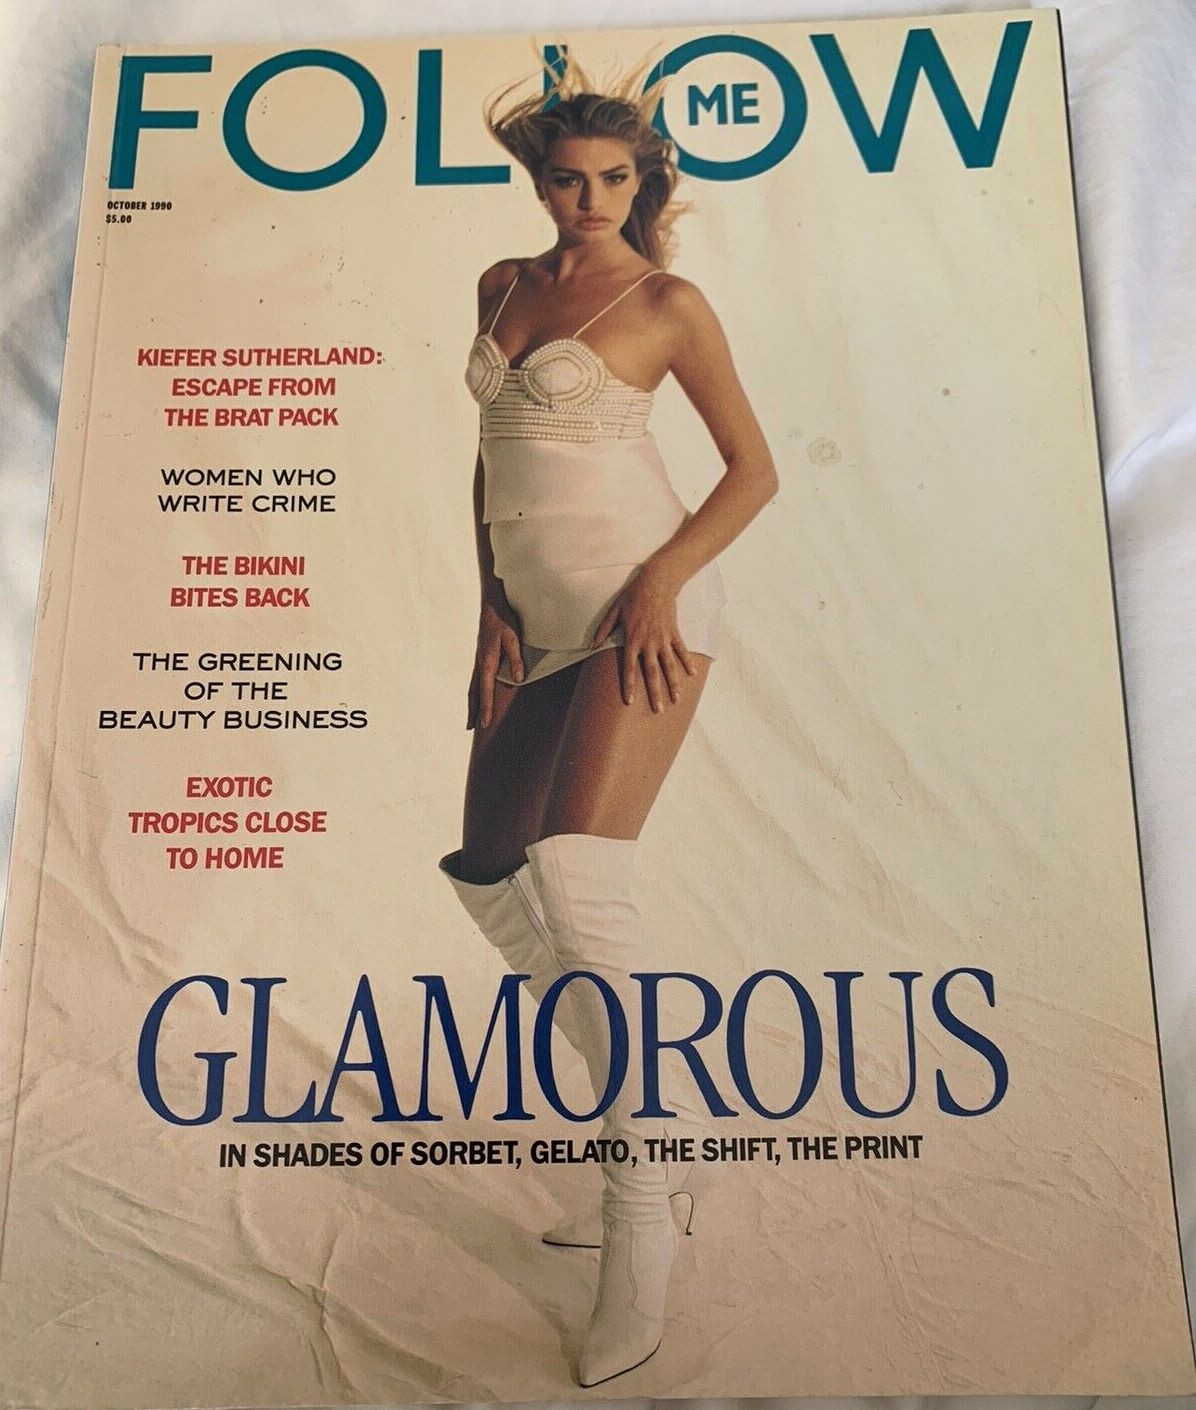 FOLLOW
ME
OCTOBER 1990
$5.00
KIEFER SUTHERLAND:
ESCAPE FROM
THE BRAT PACK
WOMEN WHO
WRITE CRIME
THE BIKINI
BITES BACK
THE GREENING
OF THE
BEAUTY BUSINESS
EXOTIC
TROPICS CLOSE
TO HOME
GLAMOROUS
IN SHADES OF SORBET, GELATO, THE SHIFT, THE PRINT